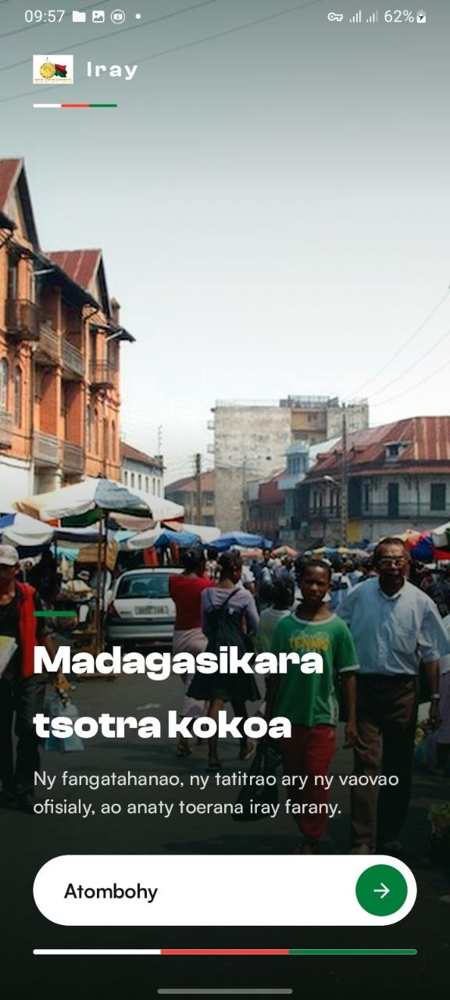 09:57
62%
Iray
TENNIS
Madagasikara
tsotra kokoa
Ny fangatahanao, ny tatitrao ary ny vaovao
ofisialy, ao anaty toerana iray farany.
Atombohy